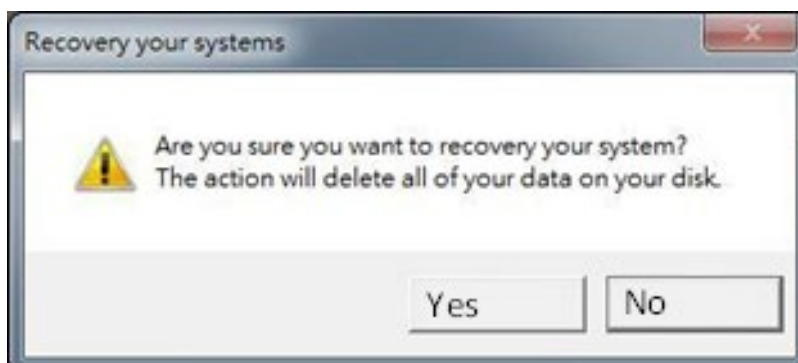 Recovery your systems
Are you sure you want to recovery your system?
The action will delete all of your data on your disk.
Yes
No